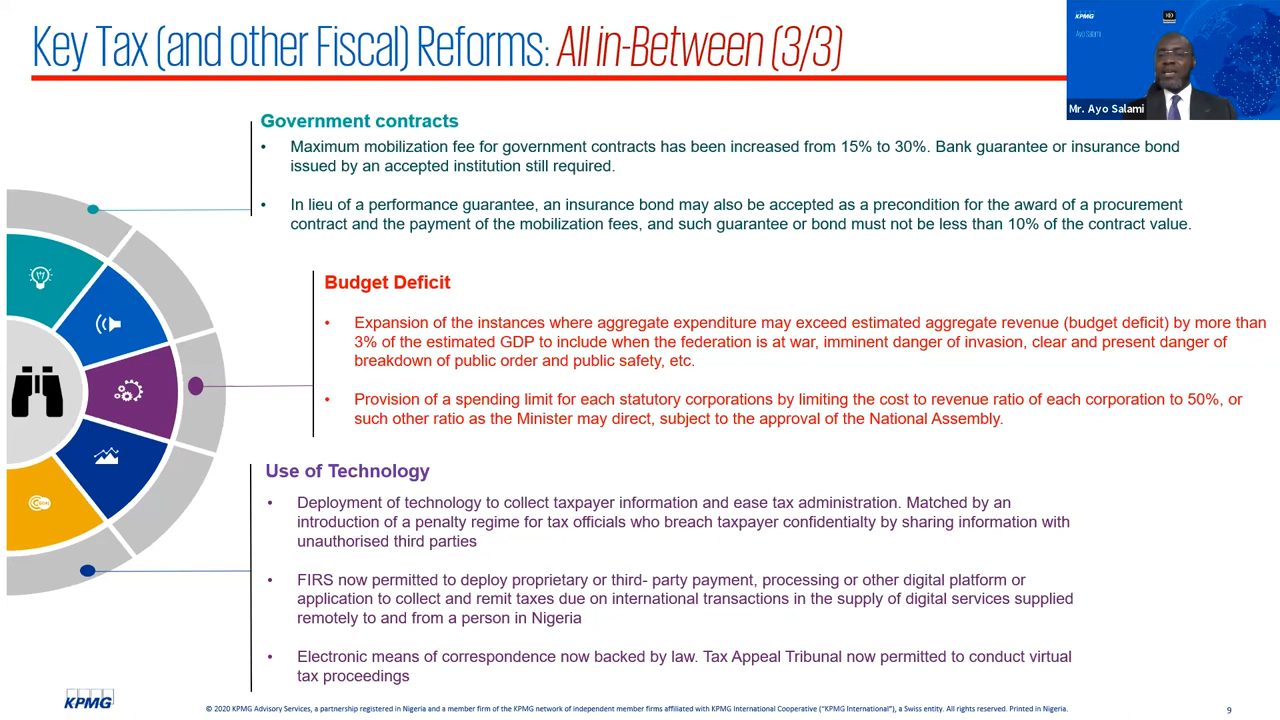 Key Tax (and other Fiscal) Reforms: All in-Between (3/3)
KPMG
Ayo Salami
Mr. Ayo Salami
Government contracts
• Maximum mobilization fee for government contracts has been increased from 15% to 30%. Bank guarantee or insurance bond
issued by an accepted institution still required.
• In lieu of a performance guarantee, an insurance bond may also be accepted as a precondition for the award of a procurement
contract and the payment of the mobilization fees, and such guarantee or bond must not be less than 10% of the contract value.
Budget Deficit
• Expansion of the instances where aggregate expenditure may exceed estimated aggregate revenue (budget deficit) by more than
3% of the estimated GDP to include when the federation is at war, imminent danger of invasion, clear and present danger of
breakdown of public order and public safety, etc.
• Provision of a spending limit for each statutory corporations by limiting the cost to revenue ratio of each corporation to 50%, or
such other ratio as the Minister may direct, subject to the approval of the National Assembly.
Use of Technology
• Deployment of technology to collect taxpayer information and ease tax administration. Matched by an
introduction of a penalty regime for tax officials who breach taxpayer confidentialty by sharing information with
unauthorised third parties
• FIRS now permitted to deploy proprietary or third- party payment, processing or other digital platform or
application to collect and remit taxes due on international transactions in the supply of digital services supplied
remotely to and from a person in Nigeria
• Electronic means of correspondence now backed by law. Tax Appeal Tribunal now permitted to conduct virtual
tax proceedings
KPMG
© 2020 KPMG Advisory Services, a partnership registered in Nigeria and a member firm of the KPMG network of independent member firms affiliated with KPMG International Cooperative ("KPMG International"), a Swiss entity. All rights reserved. Printed in Nigeria.
9